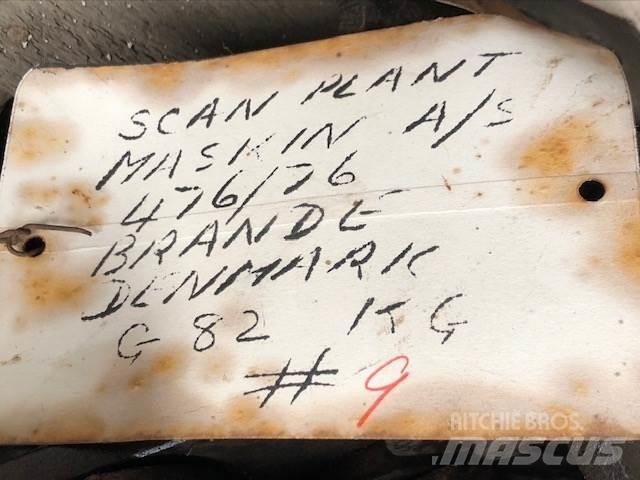 SCAN PLANT
MASKIN A/S
476/76
BRANDE
DENMARK
G 82 KG
# 9
RITCHIE BROS.
MASCUS